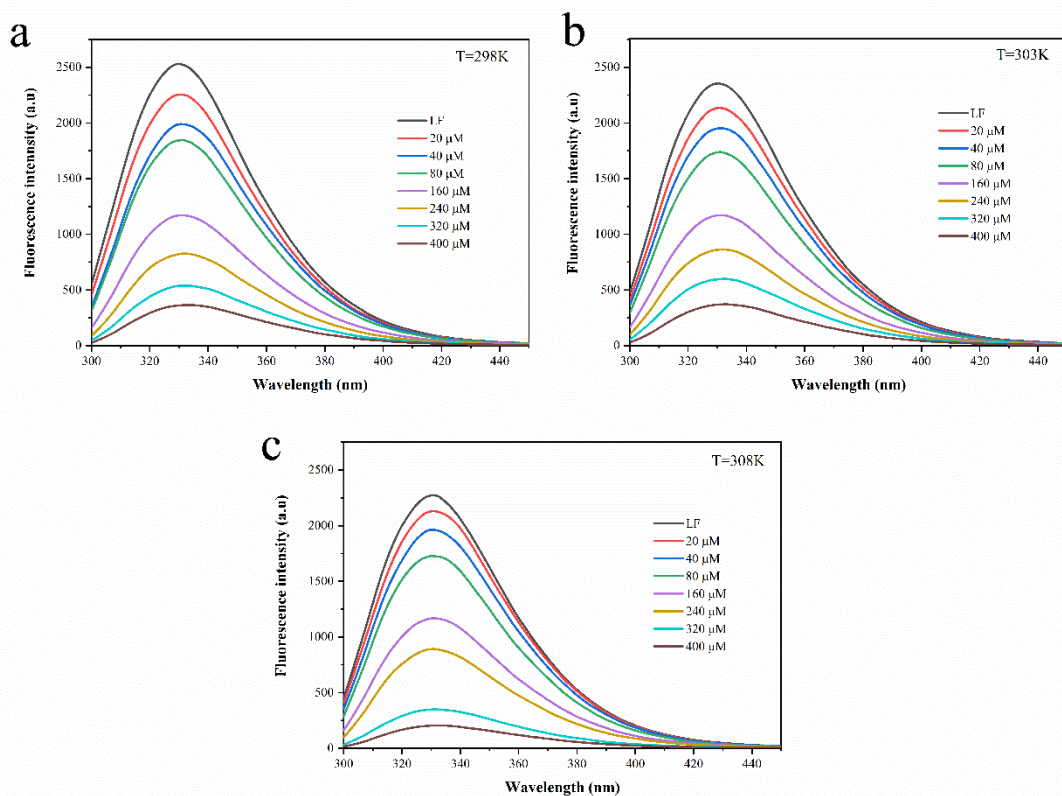 a
T=298K
2500
2000
1500
1000
500
0
Fluorescence intennsity (a.u)
LF
20 μM
40 μM
80 μM
160 μM
240 μM
320 μM
400 μM
300 320 340 360 380 400 420 440
Wavelength (nm)
b
T=303K
2500
2000
1500
1000
500
0
Fluorescence intensity (a.u)
LF
20 μM
40 μM
80 μM
160 μM
240 μM
320 μM
400 μM
300 320 340 360 380 400 420 440
Wavelength (nm)
c
T=308K
2500
2000
1500
1000
500
0
Fluorescence intensity (a.u)
LF
20 μM
40 μM
80 μM
160 μM
240 μM
320 μM
400 μM
300 320 340 360 380 400 420 440
Wavelength (nm)